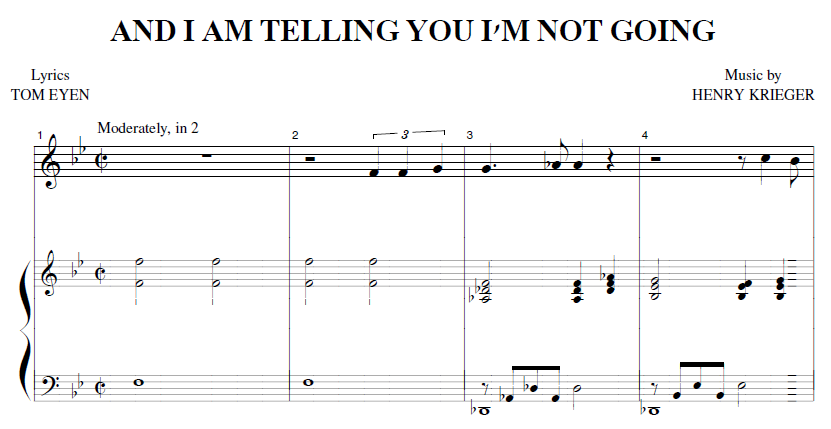 AND I AM TELLING YOU I'M NOT GOING
Lyrics
TOM EYEN
Music by
HENRY KRIEGER
Moderately, in 2
1
2
3
3
4